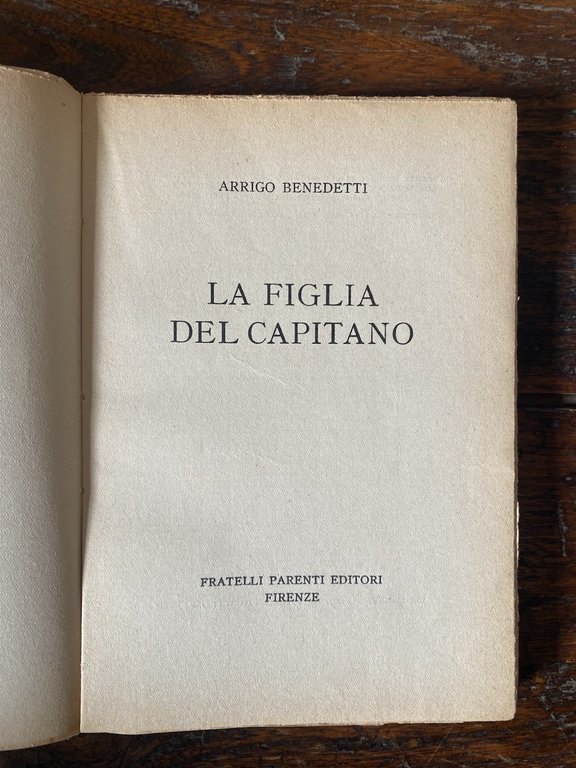 ARRIGO BENEDETTI
LA FIGLIA
DEL CAPITANO
FRATELLI PARENTI EDITORI
FIRENZE